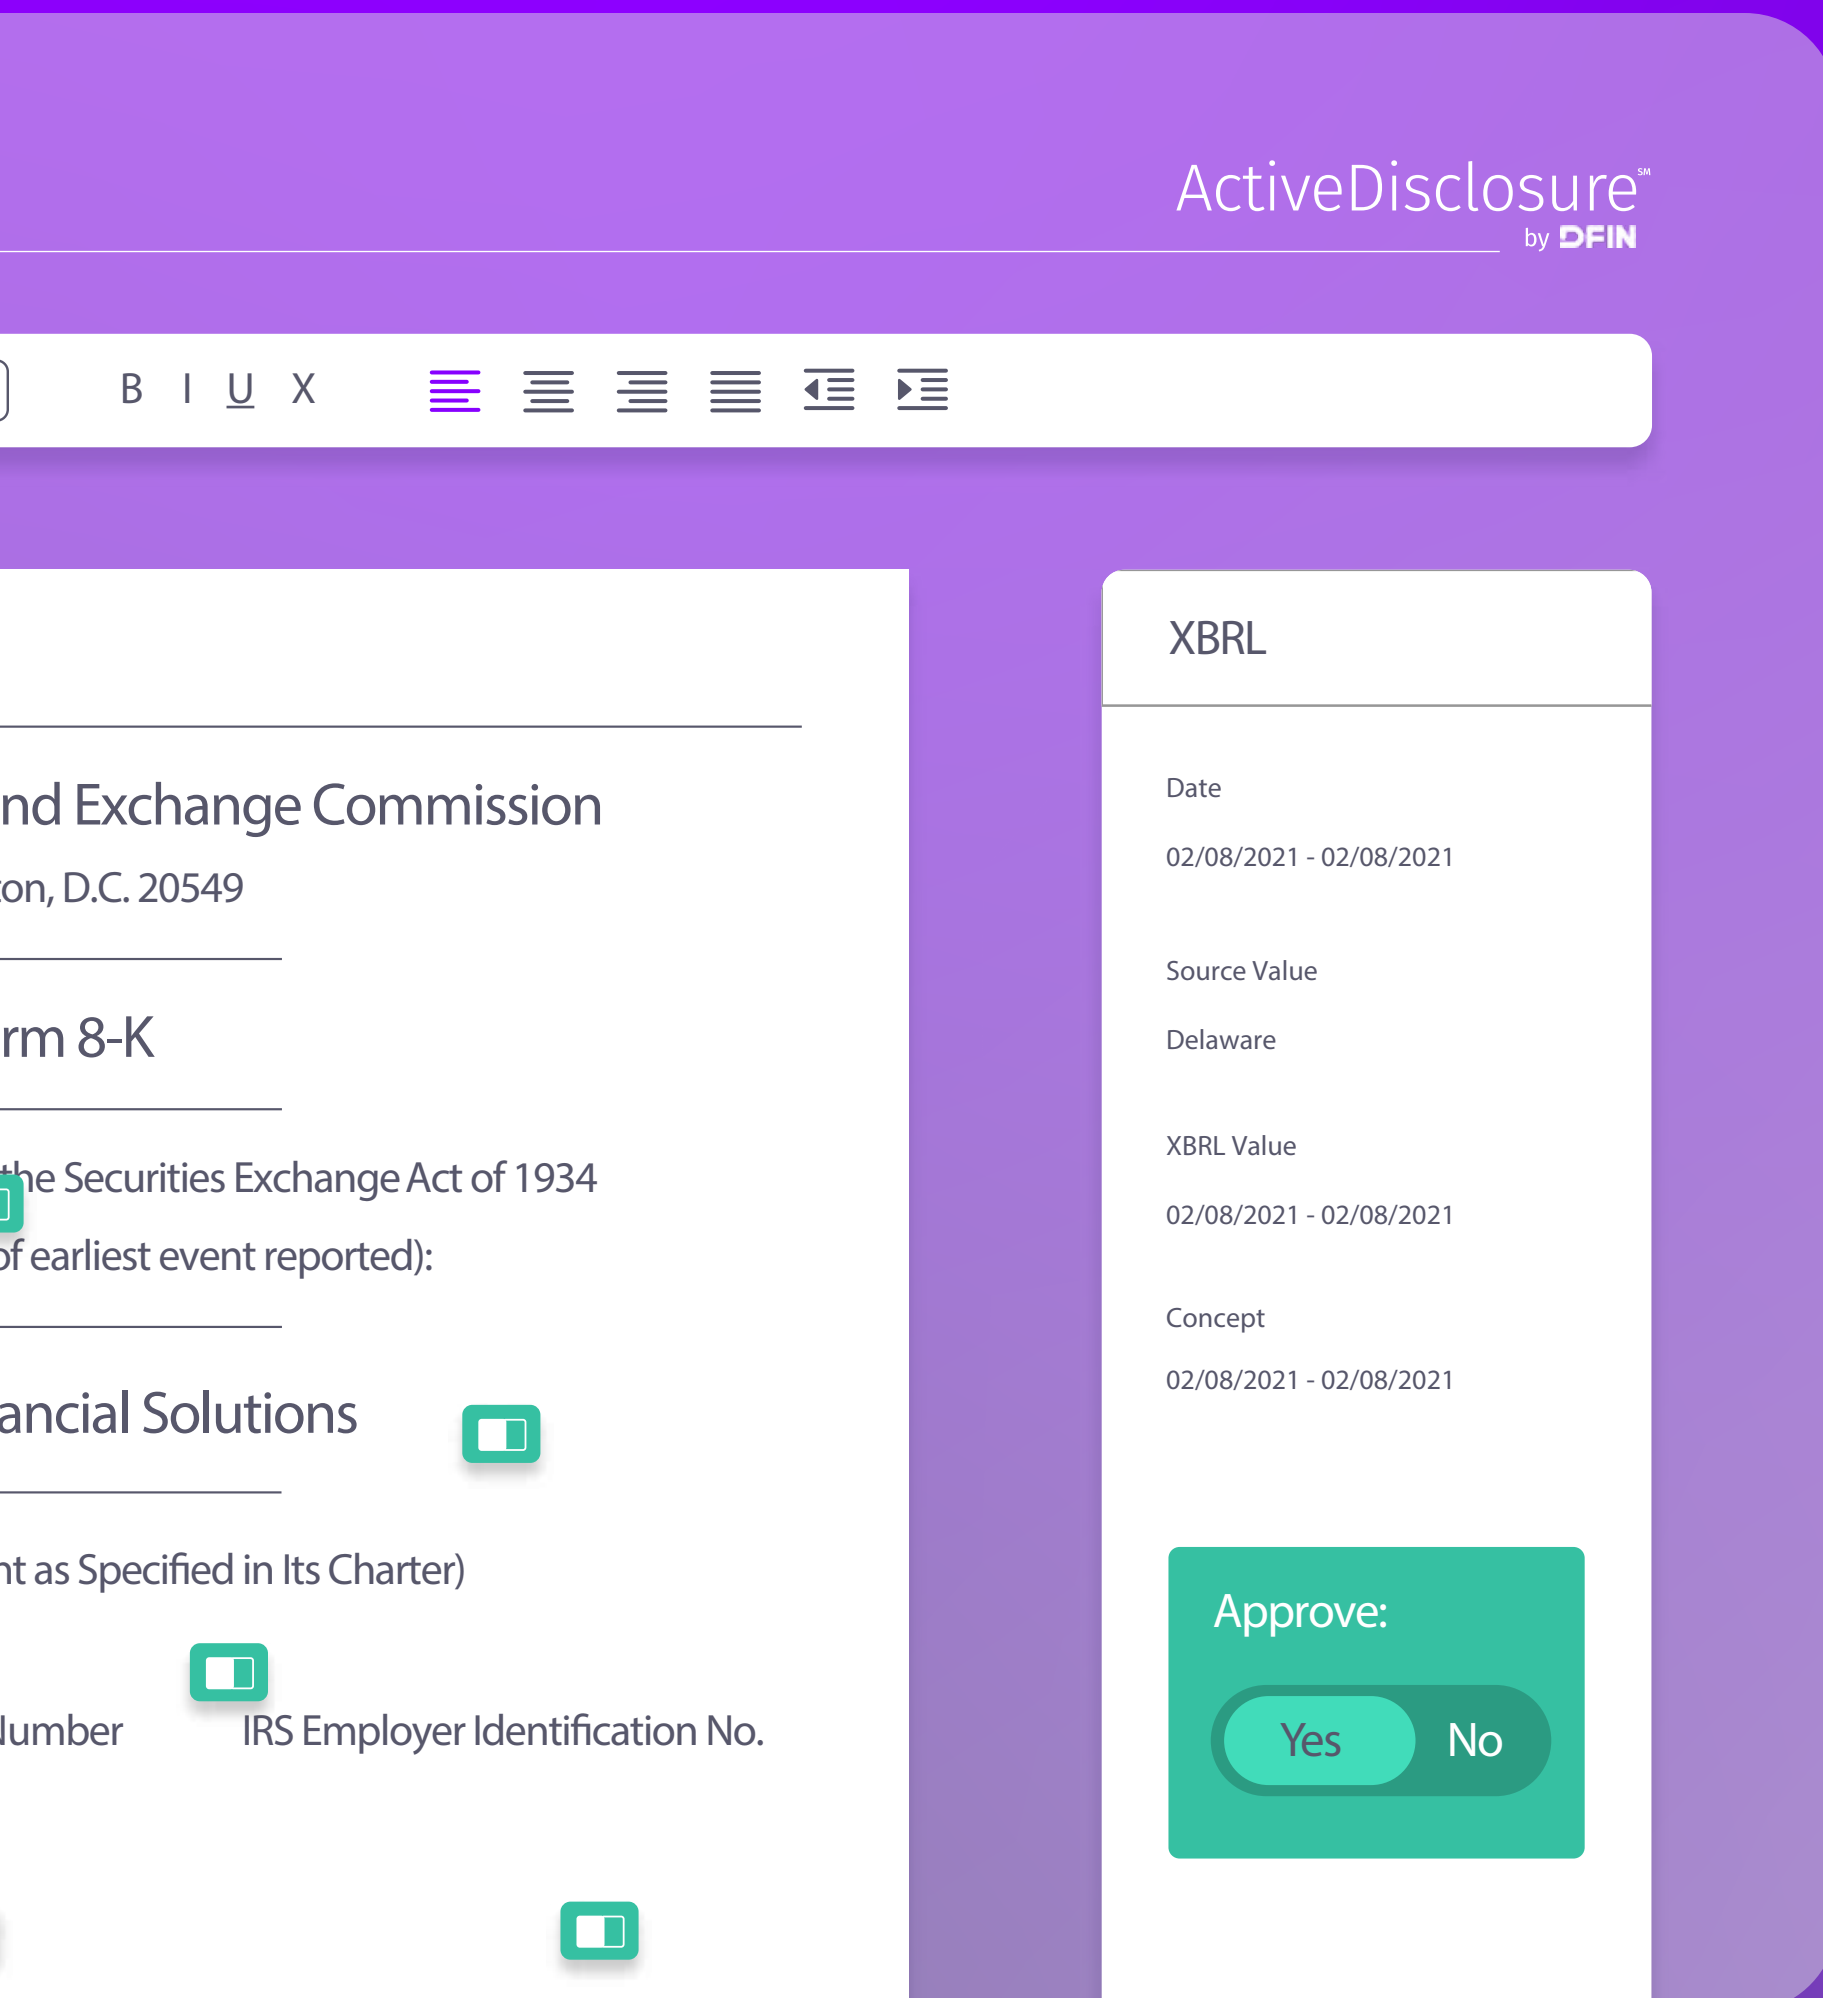 ActiveDisclosure℠
by DFIN
B I U X
nd Exchange Commission
on, D.C. 20549
rm 8-K
the Securities Exchange Act of 1934
of earliest event reported):
ancial Solutions
nt as Specified in Its Charter)
Number IRS Employer Identification No.
XBRL
Date
02/08/2021 - 02/08/2021
Source Value
Delaware
XBRL Value
02/08/2021 - 02/08/2021
Concept
02/08/2021 - 02/08/2021
Approve:
Yes No